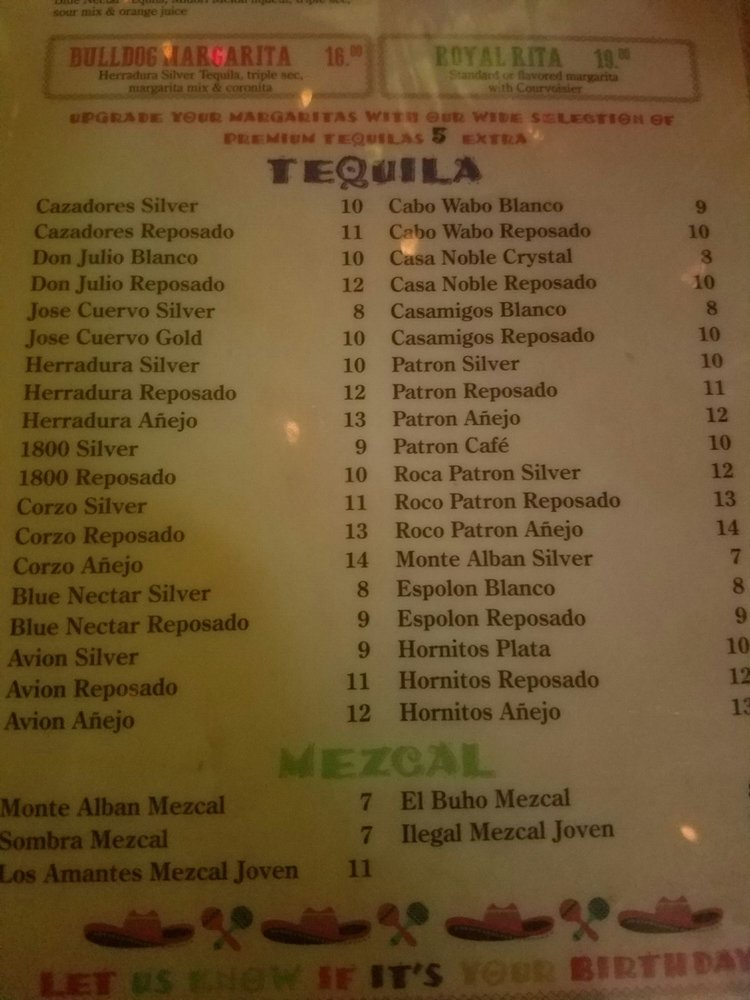 sour mix & orange juice
BULLDOG MARGARITA 16.00
Herradura Silver Tequila, triple sec,
margarita mix & coronita
ROYAL RITA 19.00
Standard or flavored margarita
with Courvoisier
UPGRADE YOUR MARGARITAS WITH OUR WIDE SELECTION OF
PREMIUM TEQUILAS 5 EXTRA
TEQUILA
Cazadores Silver 10
Cazadores Reposado 11
Don Julio Blanco 10
Don Julio Reposado 12
Jose Cuervo Silver 8
Jose Cuervo Gold 10
Herradura Silver 10
Herradura Reposado 12
Herradura Añejo 13
1800 Silver 9
1800 Reposado 10
Corzo Silver 11
Corzo Reposado 13
Corzo Añejo 14
Blue Nectar Silver 8
Blue Nectar Reposado 9
Avion Silver 9
Avion Reposado 11
Avion Añejo 12
Cabo Wabo Blanco 9
Cabo Wabo Reposado 10
Casa Noble Crystal 8
Casa Noble Reposado 10
Casamigos Blanco 8
Casamigos Reposado 10
Patron Silver 10
Patron Reposado 11
Patron Añejo 12
Patron Café 10
Roca Patron Silver 12
Roco Patron Reposado 13
Roco Patron Añejo 14
Monte Alban Silver 7
Espolon Blanco 8
Espolon Reposado 9
Hornitos Plata 10
Hornitos Reposado 12
Hornitos Añejo 13
MEZCAL
Monte Alban Mezcal 7
Sombra Mezcal 7
Los Amantes Mezcal Joven 11
El Buho Mezcal
Ilegal Mezcal Joven
LET US KNOW IF IT'S YOUR BIRTHDAY